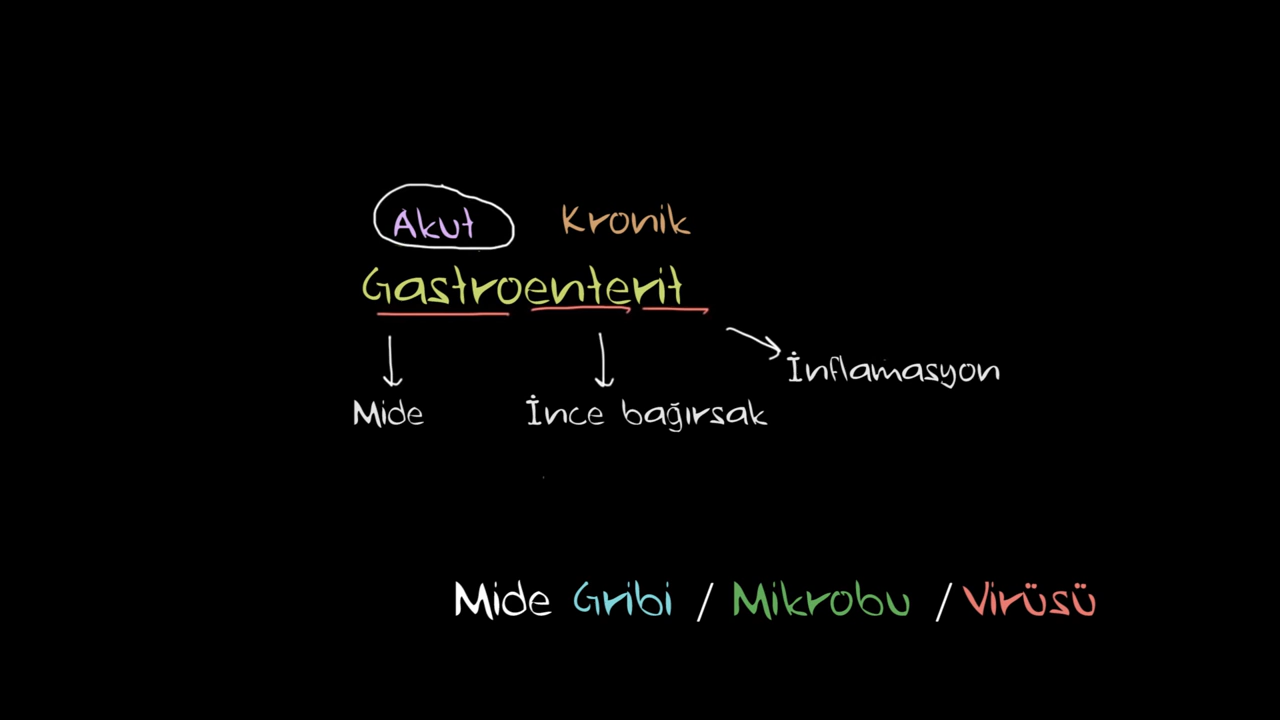 Akut Kronik
Gastroenterit
İnflamasyon
Mide İnce bağırsak
Mide Gribi / Mikrobu / Virüsü